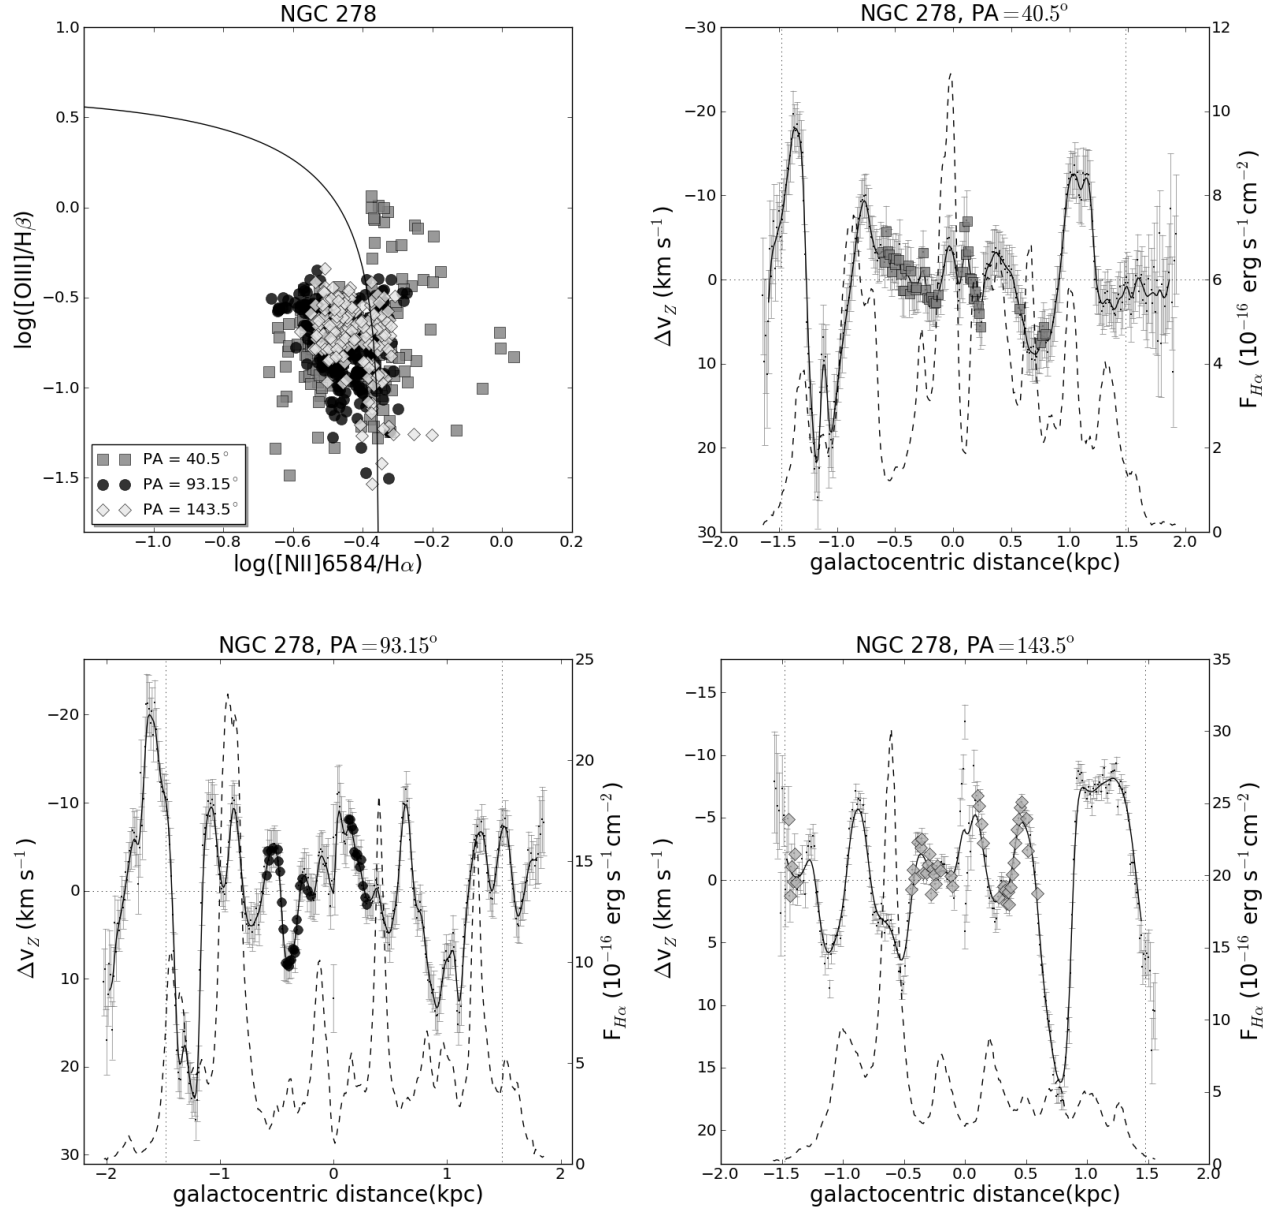 NGC 278
1.0
0.5
0.0
−0.5
−1.0
−1.5
log([OIII]/Hβ)
PA = 40.5°
PA = 93.15°
PA = 143.5°
−1.0 −0.8 −0.6 −0.4 −0.2 0.0 0.2
log([NII]6584/Hα)
NGC 278, PA = 40.5°
−30
−20
−10
0
10
20
30
Δv_Z (km s⁻¹)
12
10
8
6
4
2
0
F_Hα (10⁻¹⁶ erg s⁻¹ cm⁻²)
−2.0 −1.5 −1.0 −0.5 0.0 0.5 1.0 1.5 2.0
galactocentric distance(kpc)
NGC 278, PA = 93.15°
−20
−10
0
10
20
30
Δv_Z (km s⁻¹)
25
20
15
10
5
0
F_Hα (10⁻¹⁶ erg s⁻¹ cm⁻²)
−2 −1 0 1 2
galactocentric distance(kpc)
NGC 278, PA = 143.5°
−15
−10
−5
0
5
10
15
20
Δv_Z (km s⁻¹)
35
30
25
20
15
10
5
0
F_Hα (10⁻¹⁶ erg s⁻¹ cm⁻²)
−2.0 −1.5 −1.0 −0.5 0.0 0.5 1.0 1.5 2.0
galactocentric distance(kpc)